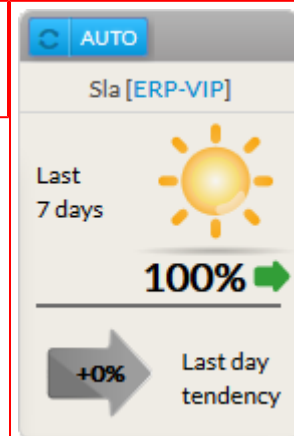 AUTO
Sla [ERP-VIP]
Last
7 days
100%
+0%
Last day
tendency